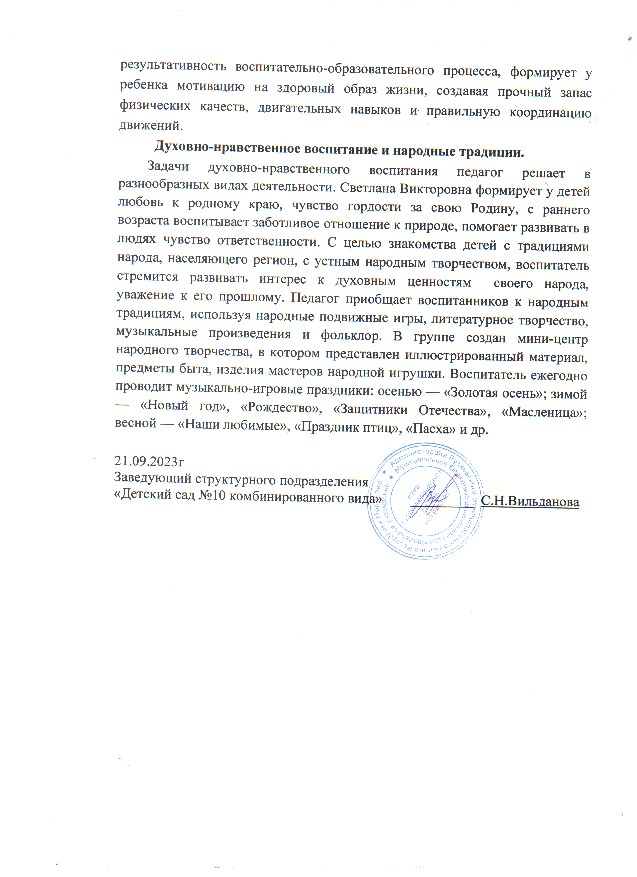 результативность воспитательно-образовательного процесса, формирует у
ребенка мотивацию на здоровый образ жизни, создавая прочный запас
физических качеств, двигательных навыков и правильную координацию
движений.
Духовно-нравственное воспитание и народные традиции.
Задачи духовно-нравственного воспитания педагог решает в
разнообразных видах деятельности. Светлана Викторовна формирует у детей
любовь к родному краю, чувство гордости за свою Родину, с раннего
возраста воспитывает заботливое отношение к природе, помогает развивать в
людях чувство ответственности. С целью знакомства детей с традициями
народа, населяющего регион, с устным народным творчеством, воспитатель
стремится развивать интерес к духовным ценностям своего народа,
уважение к его прошлому. Педагог приобщает воспитанников к народным
традициям, используя народные подвижные игры, литературное творчество,
музыкальные произведения и фольклор. В группе создан мини-центр
народного творчества, в котором представлен иллюстрированный материал,
предметы быта, изделия мастеров народной игрушки. Воспитатель ежегодно
проводит музыкально-игровые праздники: осенью — «Золотая осень»; зимой
— «Новый год», «Рождество», «Защитники Отечества», «Масленица»;
весной — «Наши любимые», «Праздник птиц», «Пасха» и др.
21.09.2023г
Заведующий структурного подразделения
«Детский сад №10 комбинированного вида» С.Н.Вильданова